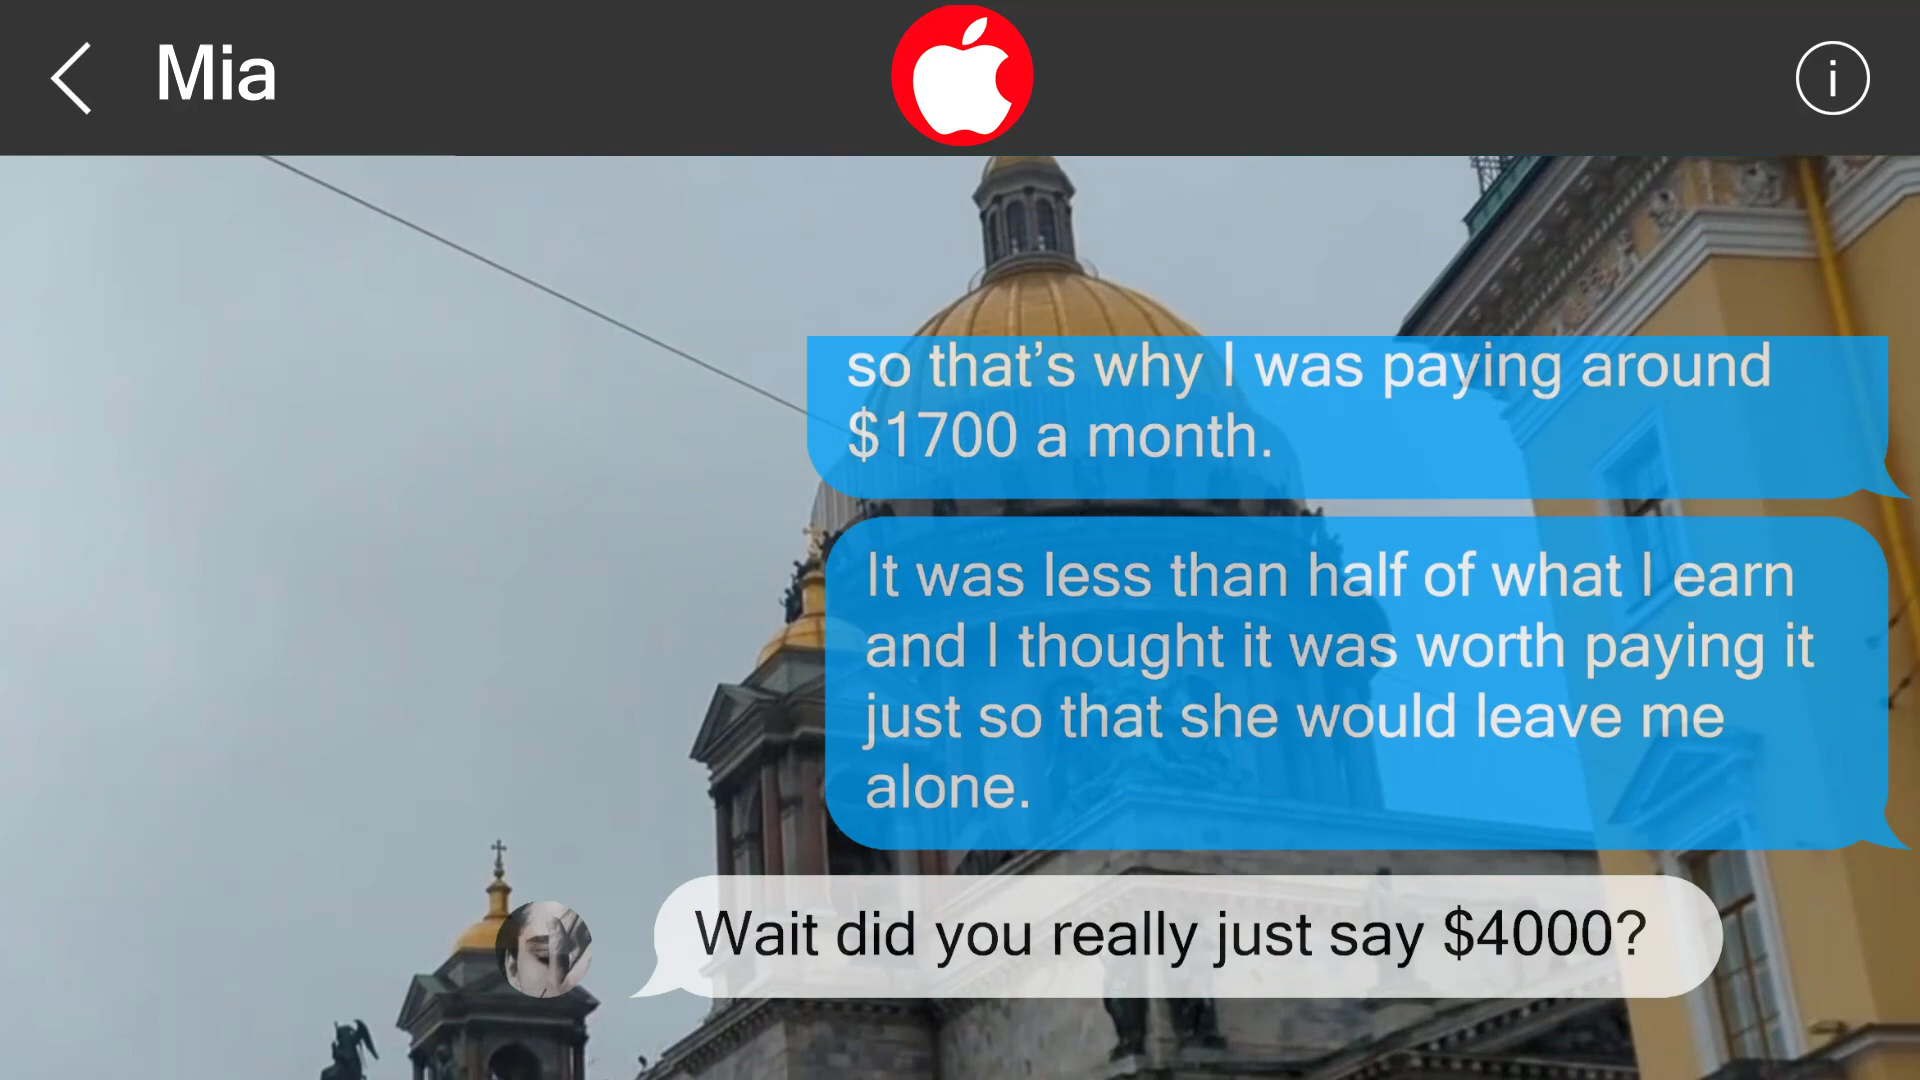 Mia
i
so that’s why I was paying around
$1700 a month.
It was less than half of what I earn
and I thought it was worth paying it
just so that she would leave me
alone.
Wait did you really just say $4000?